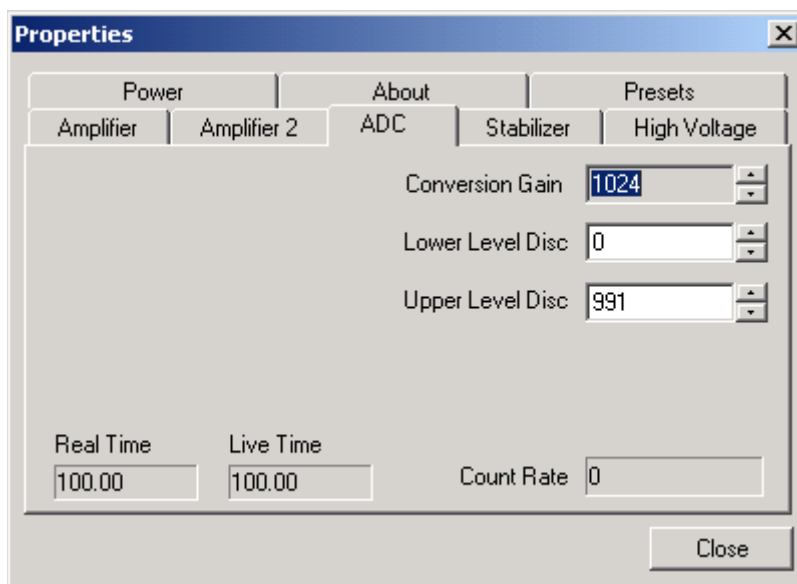 Properties
Power About Presets
Amplifier Amplifier 2 ADC Stabilizer High Voltage
Conversion Gain 1024
Lower Level Disc 0
Upper Level Disc 991
Real Time Live Time
100.00 100.00 Count Rate 0
Close